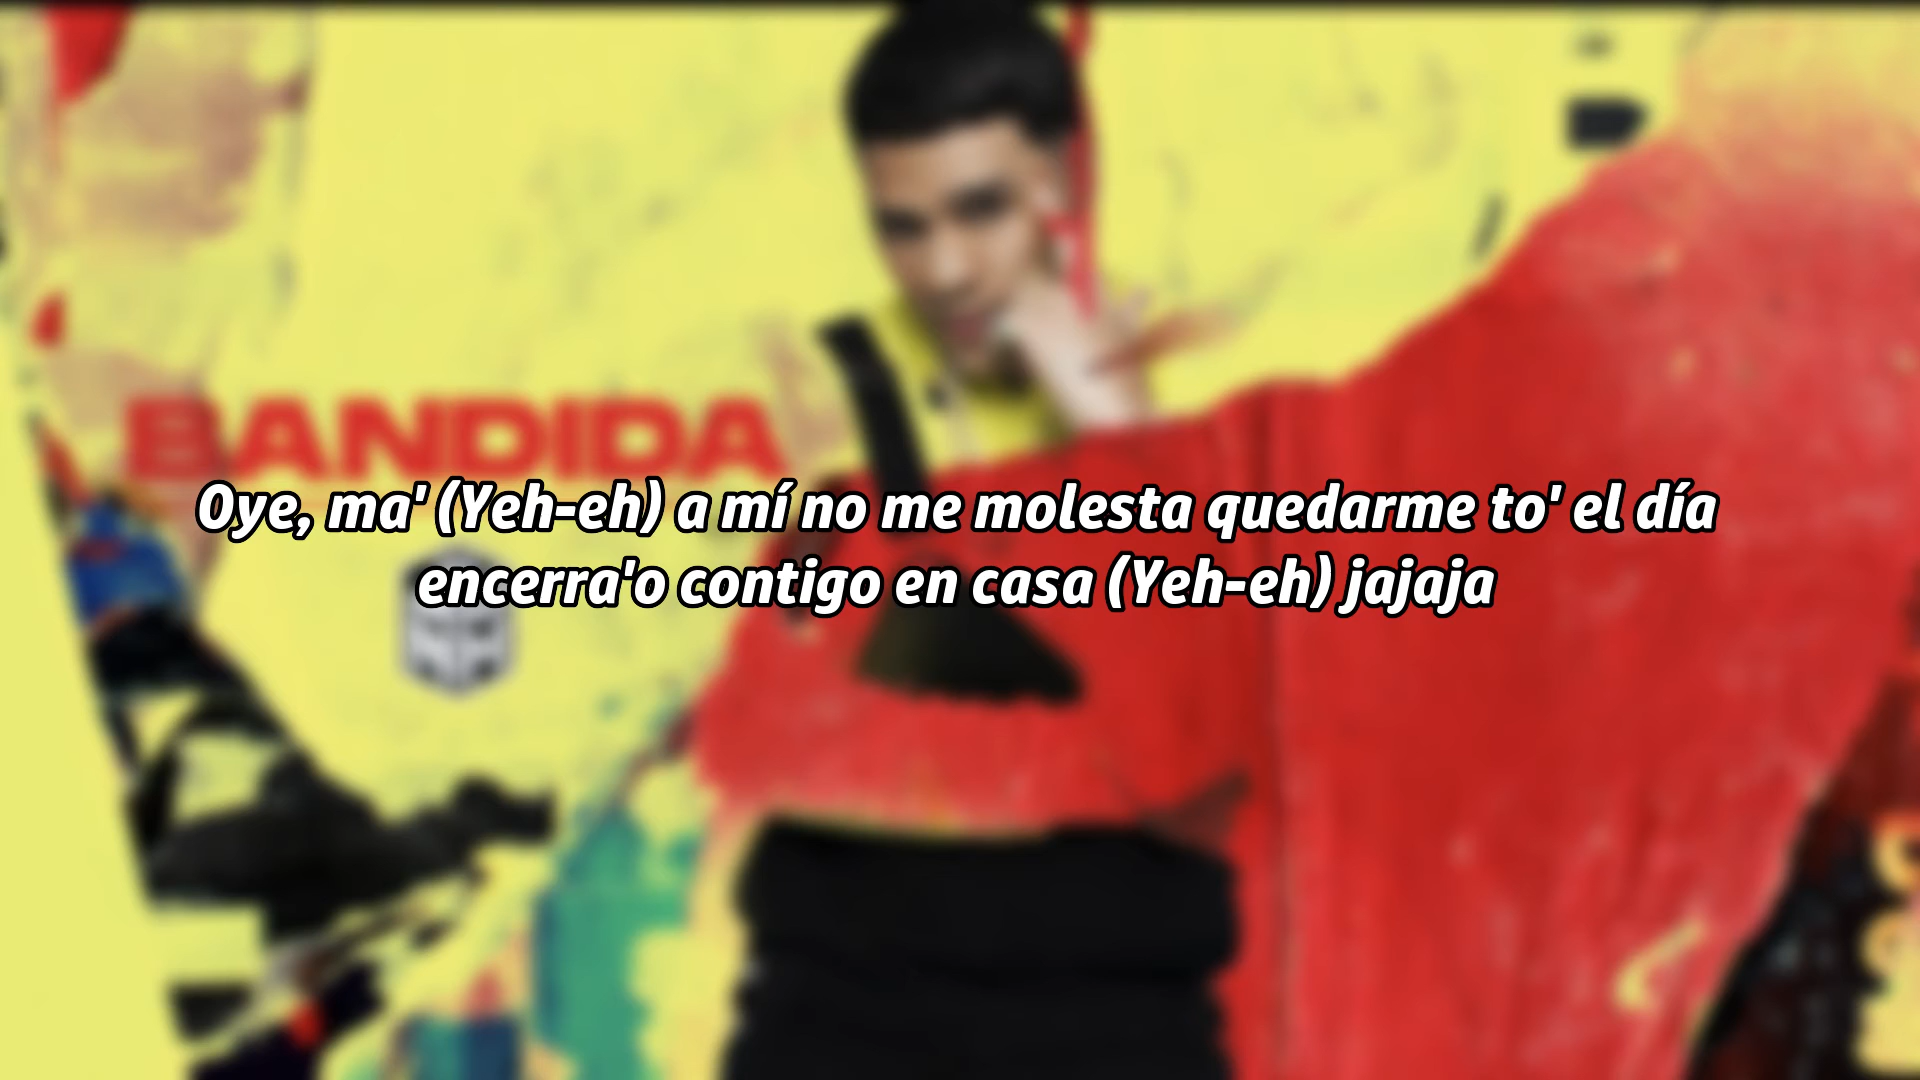 BANDIDA
Oye, ma' (Yeh-eh) a mí no me molesta quedarme to' el día
encerra'o contigo en casa (Yeh-eh) jajaja